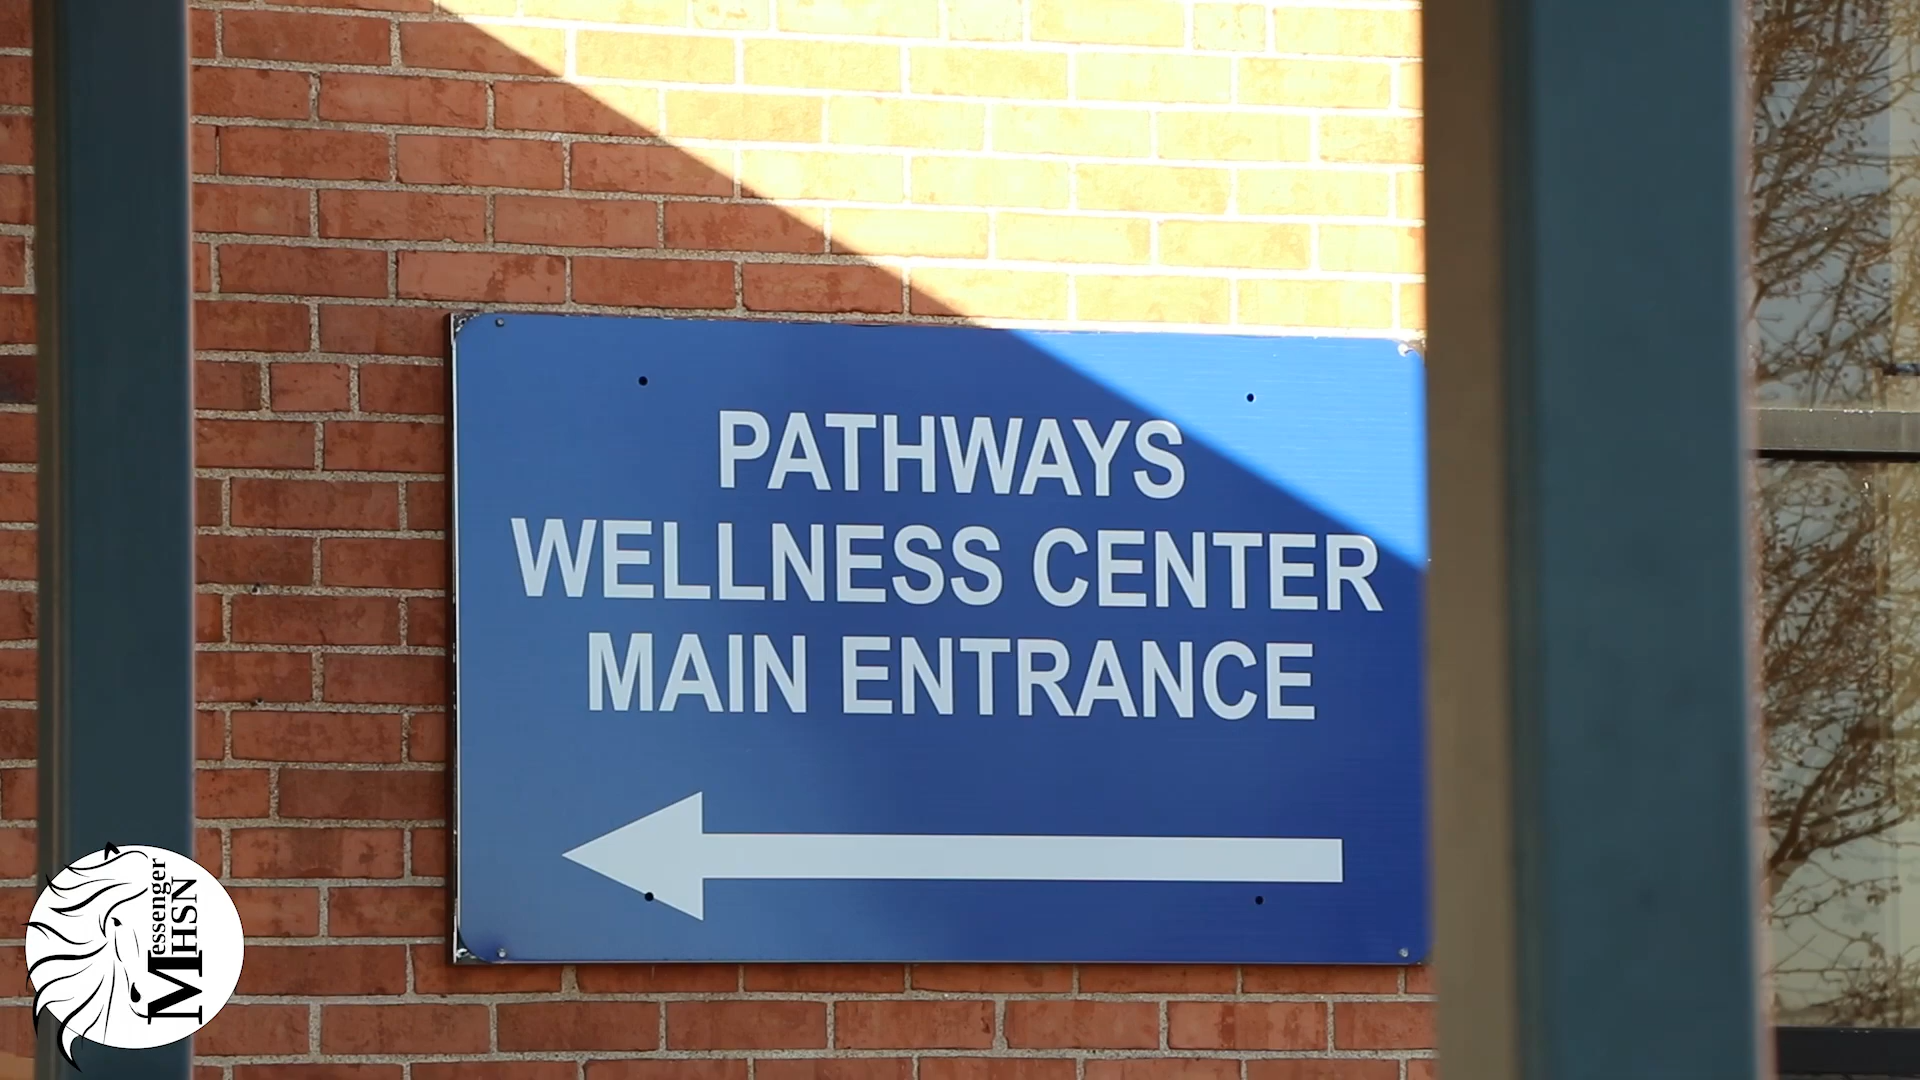 PATHWAYS
WELLNESS CENTER
MAIN ENTRANCE
Messenger
MHSN